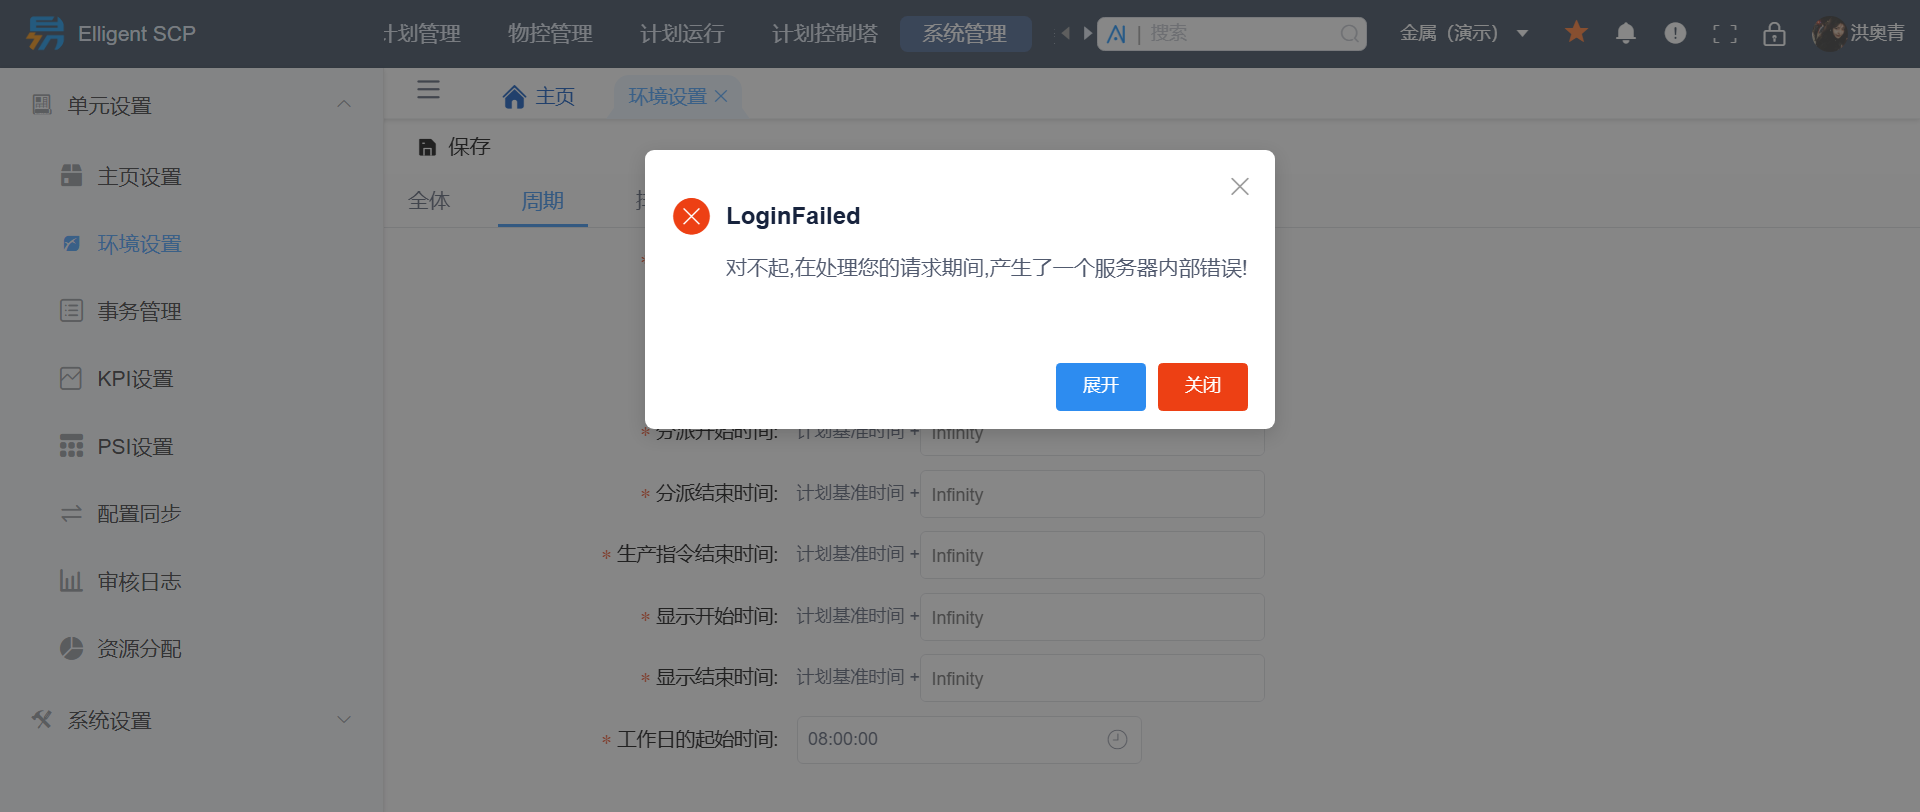 Elligent SCP
计划管理
物控管理
计划运行
计划控制塔
系统管理
AI | 搜索
金属（演示）
洪奥青
单元设置
主页设置
环境设置
事务管理
KPI设置
PSI设置
配置同步
审核日志
资源分配
系统设置
主页
环境设置
保存
全体
周期
LoginFailed
对不起,在处理您的请求期间,产生了一个服务器内部错误!
展开
关闭
* 分派开始时间: 计划基准时间 + Infinity
* 分派结束时间: 计划基准时间 + Infinity
* 生产指令结束时间: 计划基准时间 + Infinity
* 显示开始时间: 计划基准时间 + Infinity
* 显示结束时间: 计划基准时间 + Infinity
* 工作日的起始时间: 08:00:00